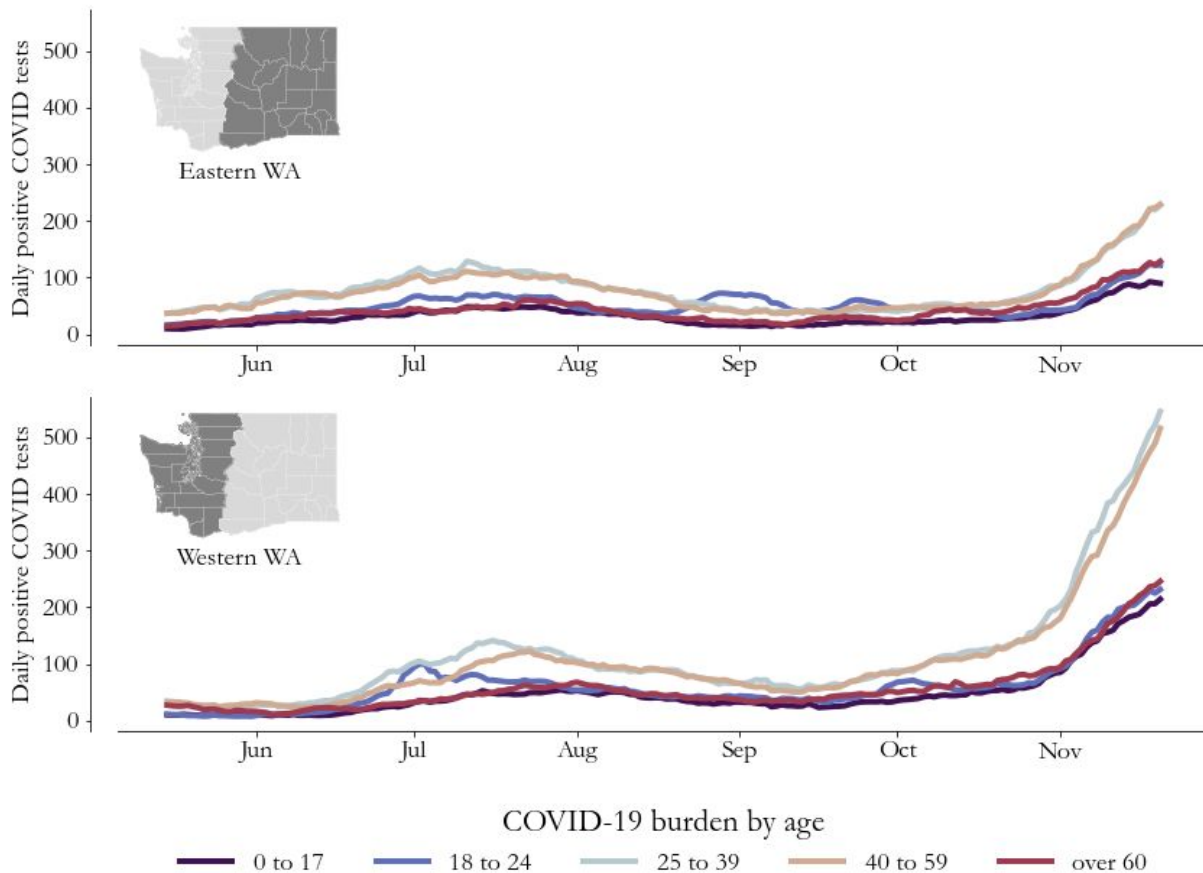 Daily positive COVID tests
500
400
300
200
100
0
Eastern WA
Jun Jul Aug Sep Oct Nov
Daily positive COVID tests
500
400
300
200
100
0
Western WA
Jun Jul Aug Sep Oct Nov
COVID-19 burden by age
0 to 17 18 to 24 25 to 39 40 to 59 over 60